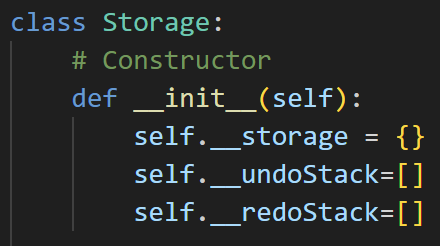 class Storage:
    # Constructor
    def __init__(self):
        self.__storage = {}
        self.__undoStack=[]
        self.__redoStack=[]